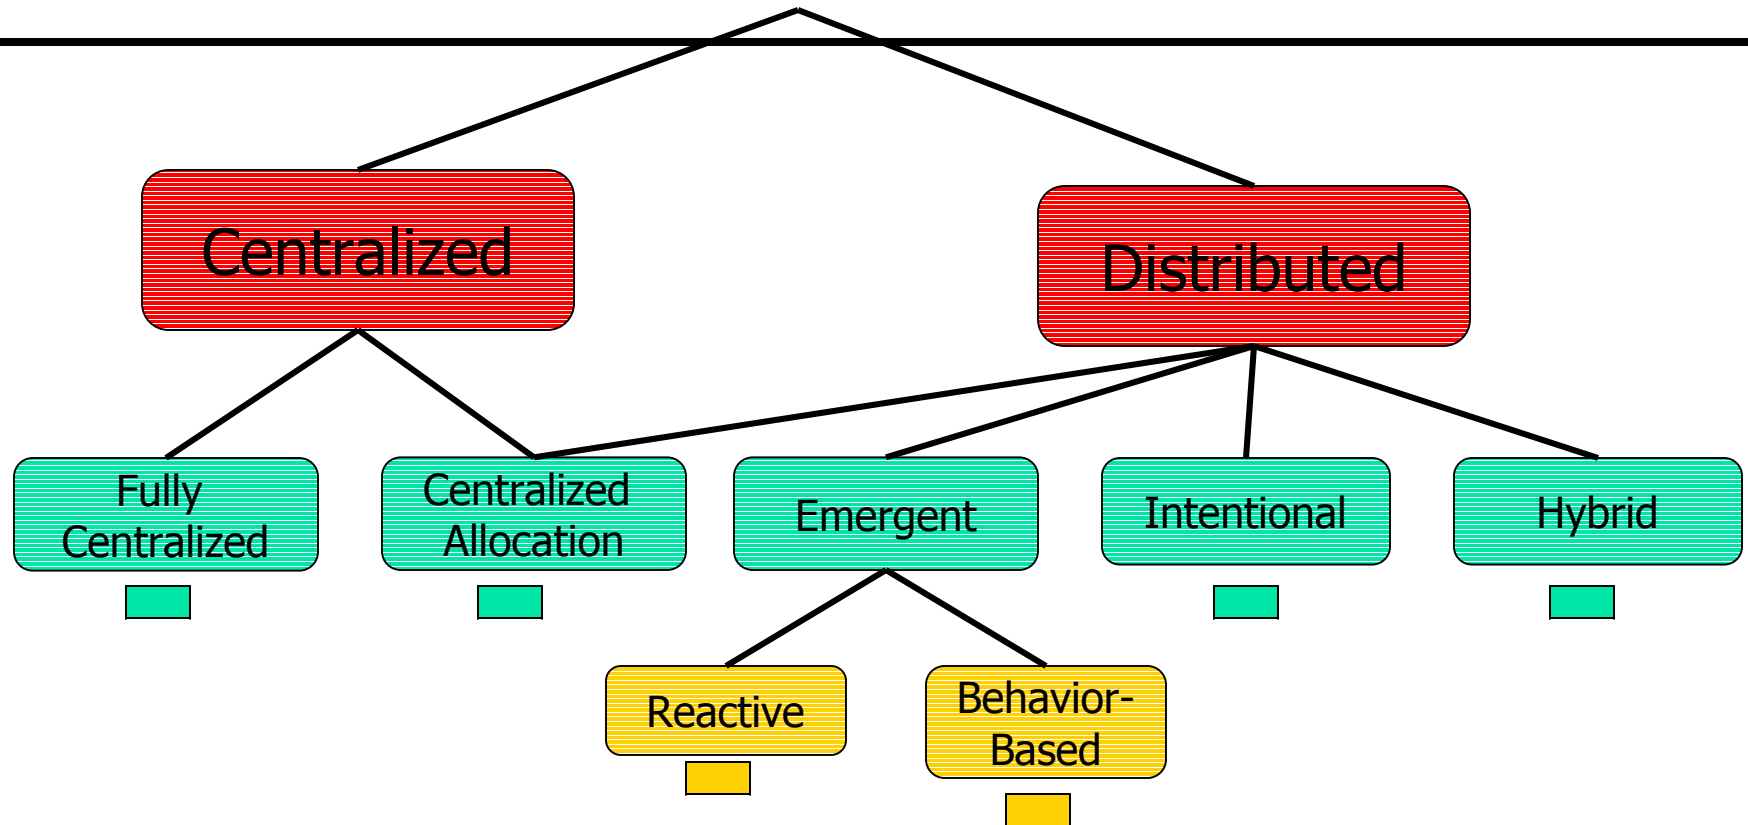 Centralized
Distributed
Fully
Centralized
Centralized
Allocation
Emergent
Intentional
Hybrid
Reactive
Behavior-
Based